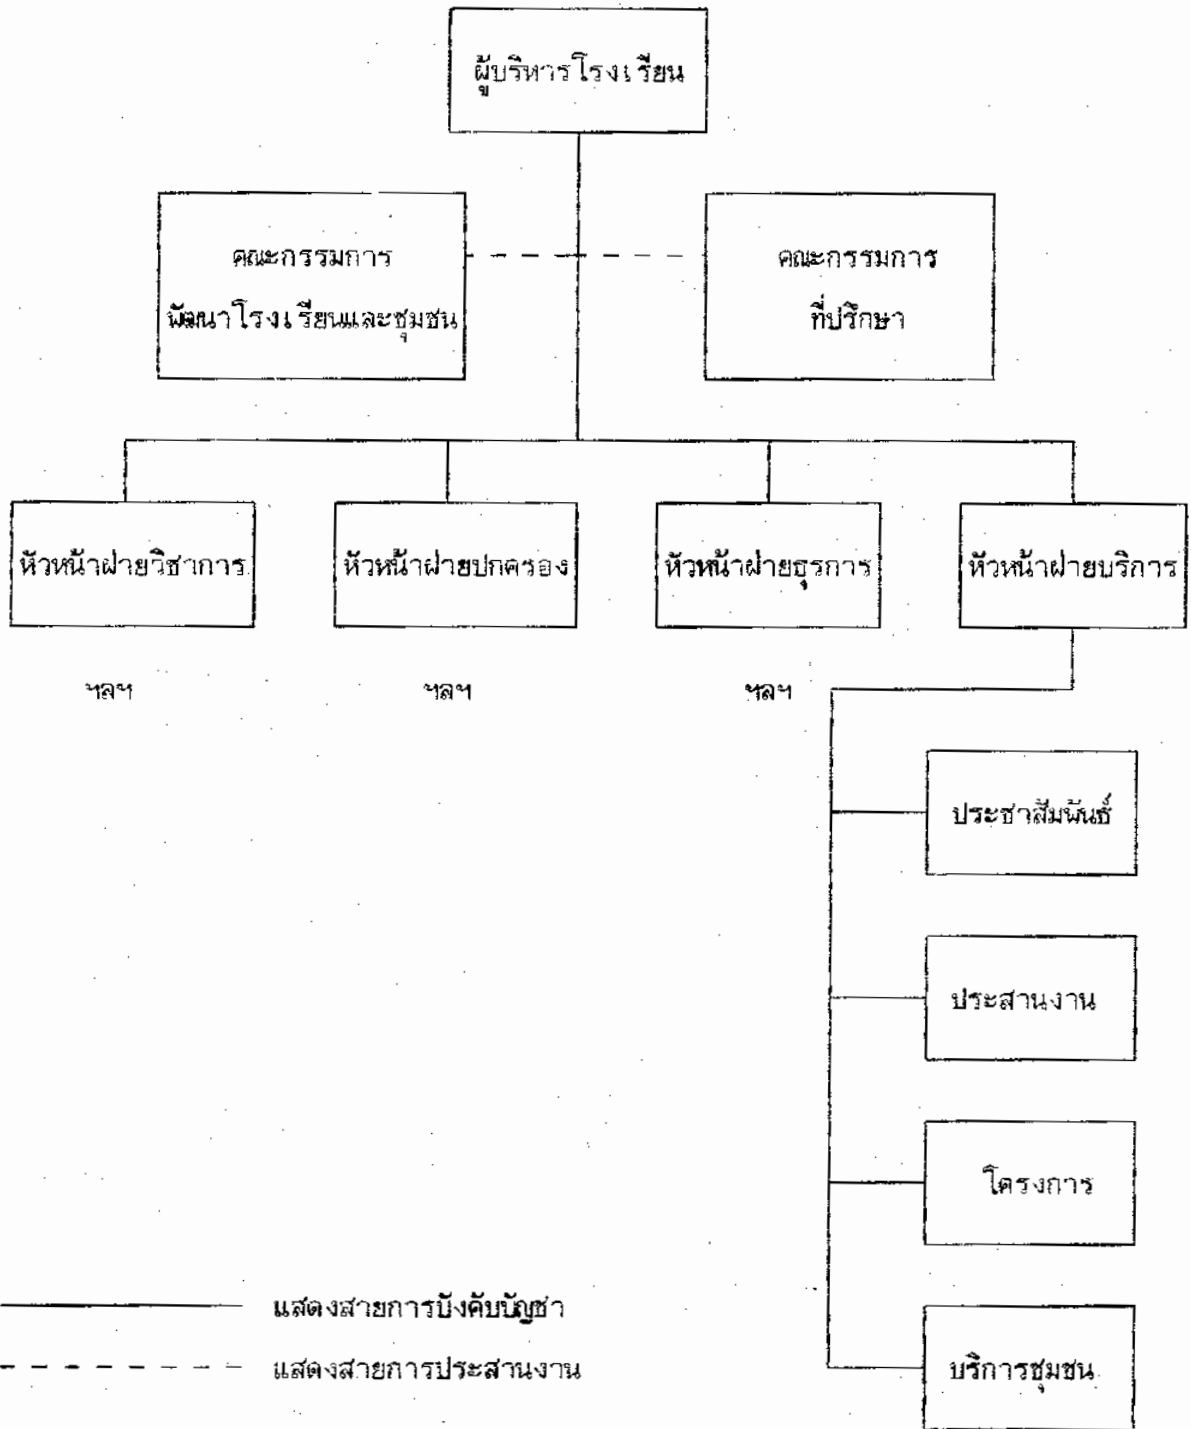 ผู้บริหารโรงเรียน
คณะกรรมการ
พัฒนาโรงเรียนและชุมชน
คณะกรรมการ
ที่ปรึกษา
หัวหน้าฝ่ายวิชาการ
หัวหน้าฝ่ายปกครอง
หัวหน้าฝ่ายธุรการ
หัวหน้าฝ่ายบริการ
ฯลฯ
ฯลฯ
ฯลฯ
ประชาสัมพันธ์
ประสานงาน
โครงการ
บริการชุมชน
แสดงสายการบังคับบัญชา
แสดงสายการประสานงาน